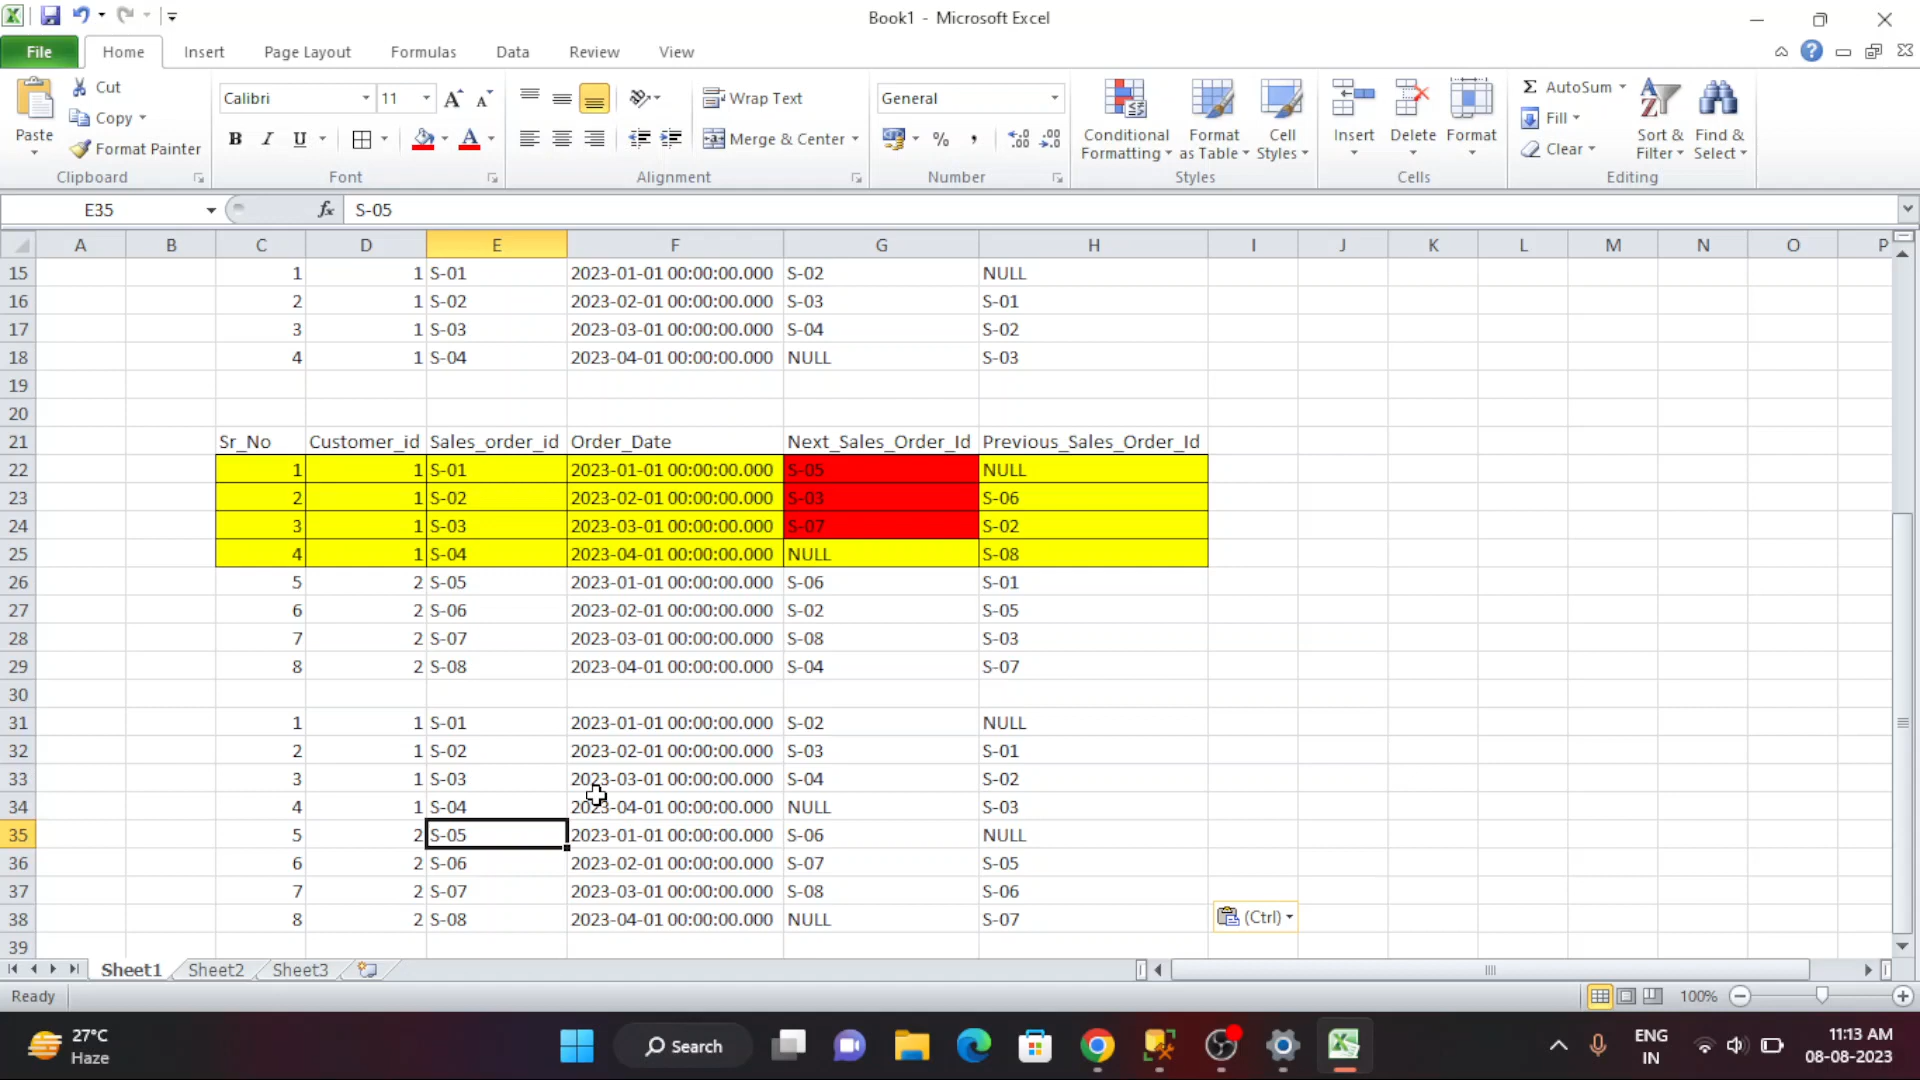 Book1 - Microsoft Excel
File Home Insert Page Layout Formulas Data Review View
Paste
Cut
Copy
Format Painter
Clipboard
Calibri 11
B I U
Font
Wrap Text
Merge & Center
Alignment
General
% ,
Number
Conditional Formatting
Format as Table
Cell Styles
Styles
Insert Delete Format
Cells
AutoSum
Fill
Clear
Sort & Filter
Find & Select
Editing
E35 fx S-05
A B C D E F G H I J K L M N O P
15 1 1 S-01 2023-01-01 00:00:00.000 S-02 NULL
16 2 1 S-02 2023-02-01 00:00:00.000 S-03 S-01
17 3 1 S-03 2023-03-01 00:00:00.000 S-04 S-02
18 4 1 S-04 2023-04-01 00:00:00.000 NULL S-03
19
20
21 Sr_No Customer_id Sales_order_id Order_Date Next_Sales_Order_Id Previous_Sales_Order_Id
22 1 1 S-01 2023-01-01 00:00:00.000 S-05 NULL
23 2 1 S-02 2023-02-01 00:00:00.000 S-03 S-06
24 3 1 S-03 2023-03-01 00:00:00.000 S-07 S-02
25 4 1 S-04 2023-04-01 00:00:00.000 NULL S-08
26 5 2 S-05 2023-01-01 00:00:00.000 S-06 S-01
27 6 2 S-06 2023-02-01 00:00:00.000 S-02 S-05
28 7 2 S-07 2023-03-01 00:00:00.000 S-08 S-03
29 8 2 S-08 2023-04-01 00:00:00.000 S-04 S-07
30
31 1 1 S-01 2023-01-01 00:00:00.000 S-02 NULL
32 2 1 S-02 2023-02-01 00:00:00.000 S-03 S-01
33 3 1 S-03 2023-03-01 00:00:00.000 S-04 S-02
34 4 1 S-04 2023-04-01 00:00:00.000 NULL S-03
35 5 2 S-05 2023-01-01 00:00:00.000 S-06 NULL
36 6 2 S-06 2023-02-01 00:00:00.000 S-07 S-05
37 7 2 S-07 2023-03-01 00:00:00.000 S-08 S-06
38 8 2 S-08 2023-04-01 00:00:00.000 NULL S-07
(Ctrl)
39
Sheet1 Sheet2 Sheet3
Ready 100%
27°C
Haze
Search
ENG
IN
11:13 AM
08-08-2023